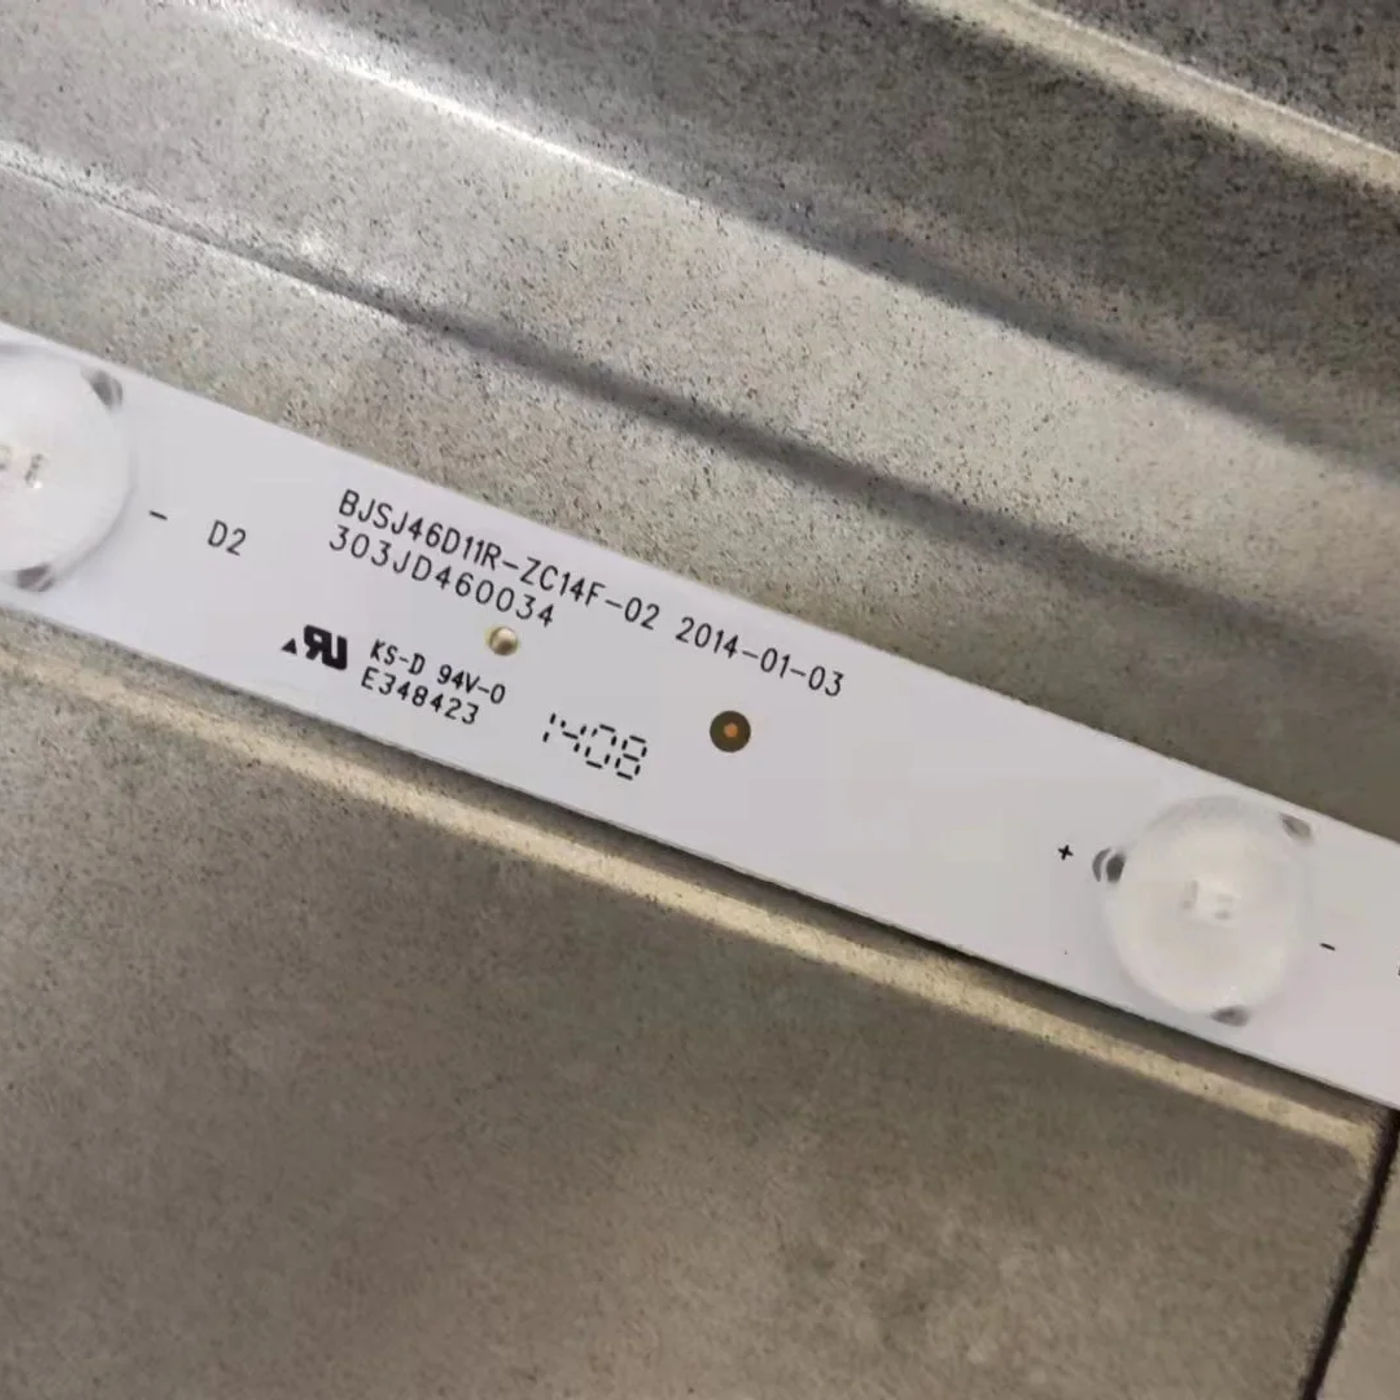 BJSJ46D11R-ZC14F-02 2014-01-03
303JD460034
- D2
KS-D 94V-0
E348423
1408
+
-